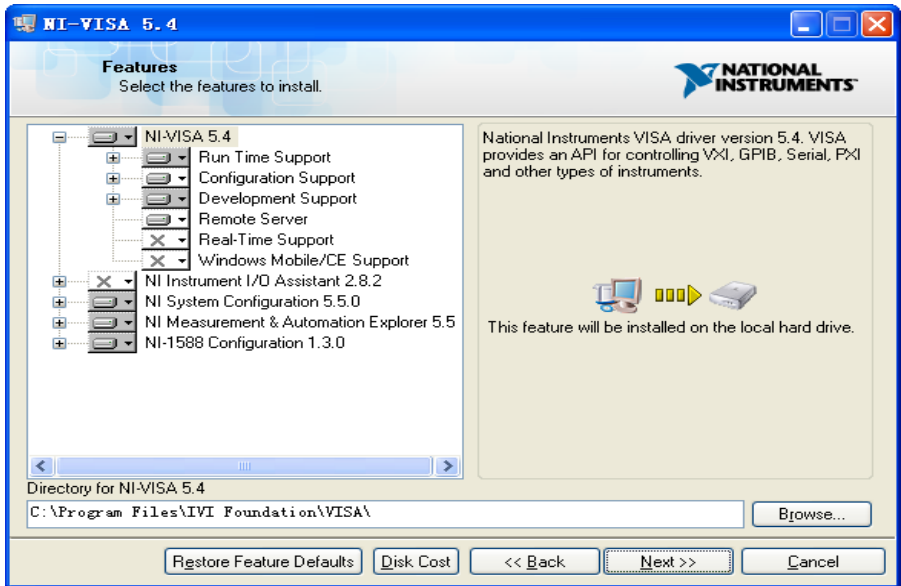 NI-VISA 5.4
Features
Select the features to install.
NATIONAL
INSTRUMENTS
NI-VISA 5.4
Run Time Support
Configuration Support
Development Support
Remote Server
Real-Time Support
Windows Mobile/CE Support
NI Instrument I/O Assistant 2.8.2
NI System Configuration 5.5.0
NI Measurement & Automation Explorer 5.5
NI-1588 Configuration 1.3.0
National Instruments VISA driver version 5.4. VISA
provides an API for controlling VXI, GPIB, Serial, PXI
and other types of instruments.
This feature will be installed on the local hard drive.
Directory for NI-VISA 5.4
C:\Program Files\IVI Foundation\VISA\
Browse...
Restore Feature Defaults
Disk Cost
<< Back
Next >>
Cancel